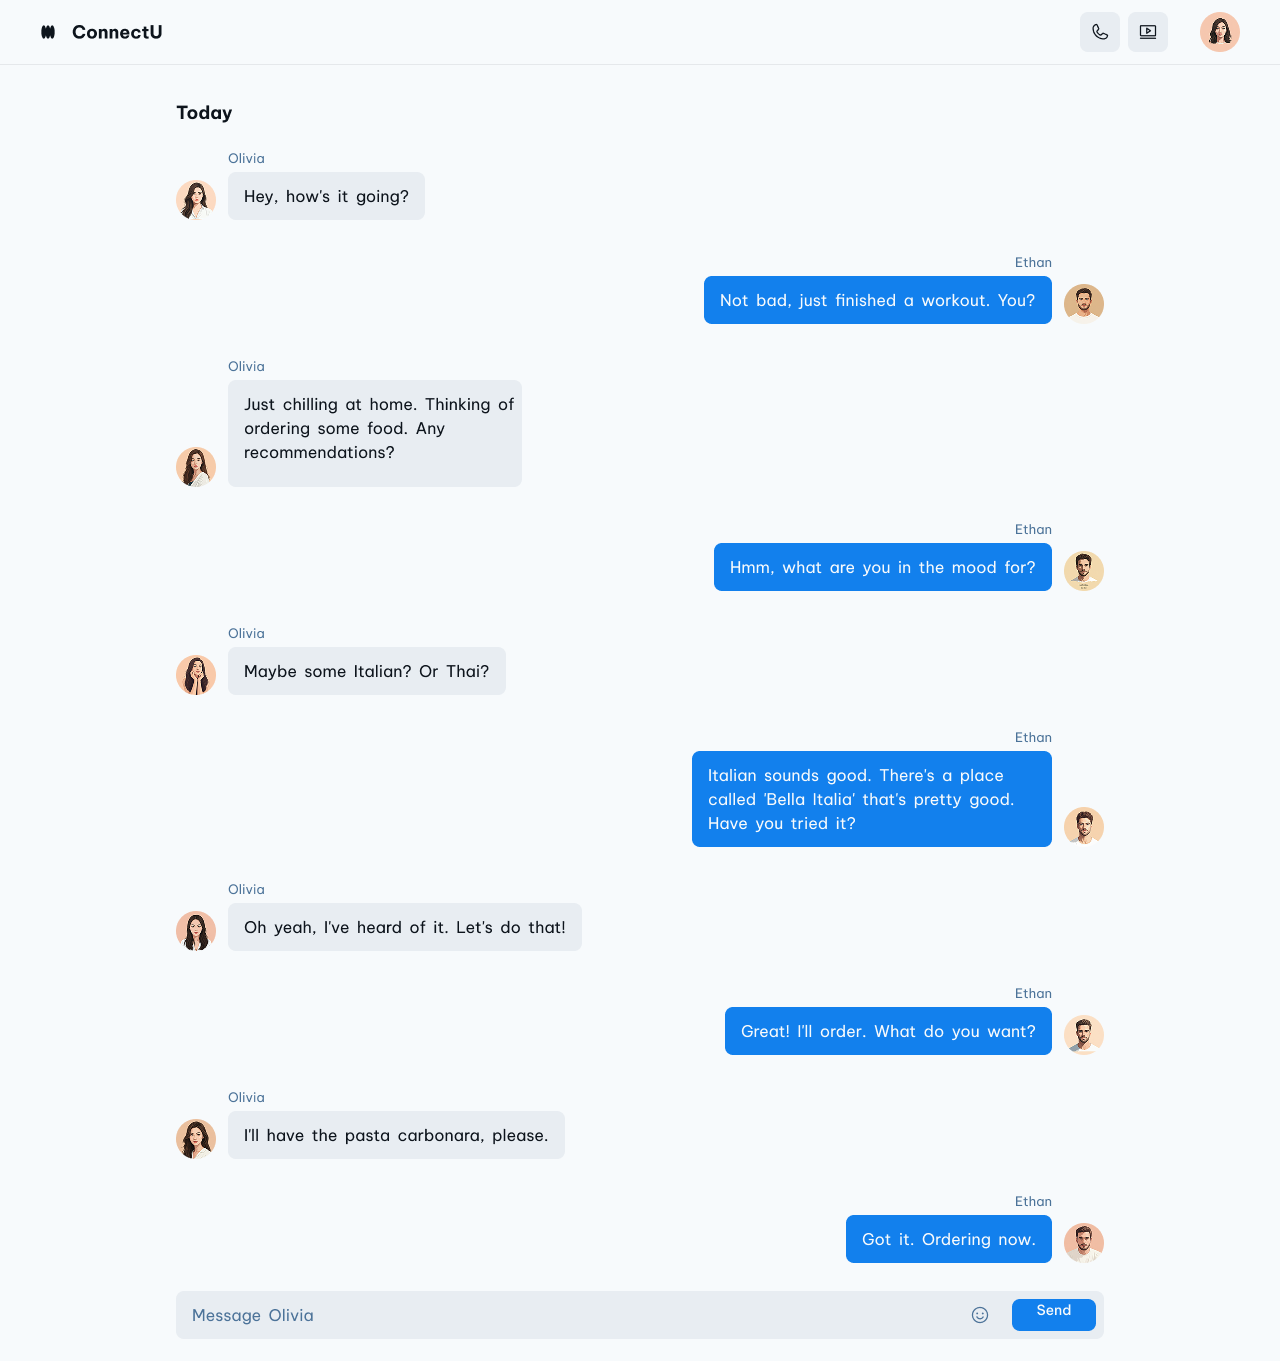 ConnectU
Today
Olivia
Hey, how's it going?
Ethan
Not bad, just finished a workout. You?
Olivia
Just chilling at home. Thinking of
ordering some food. Any
recommendations?
Ethan
Hmm, what are you in the mood for?
Olivia
Maybe some Italian? Or Thai?
Ethan
Italian sounds good. There's a place
called 'Bella Italia' that's pretty good.
Have you tried it?
Olivia
Oh yeah, I've heard of it. Let's do that!
Ethan
Great! I'll order. What do you want?
Olivia
I'll have the pasta carbonara, please.
Ethan
Got it. Ordering now.
Message Olivia
Send